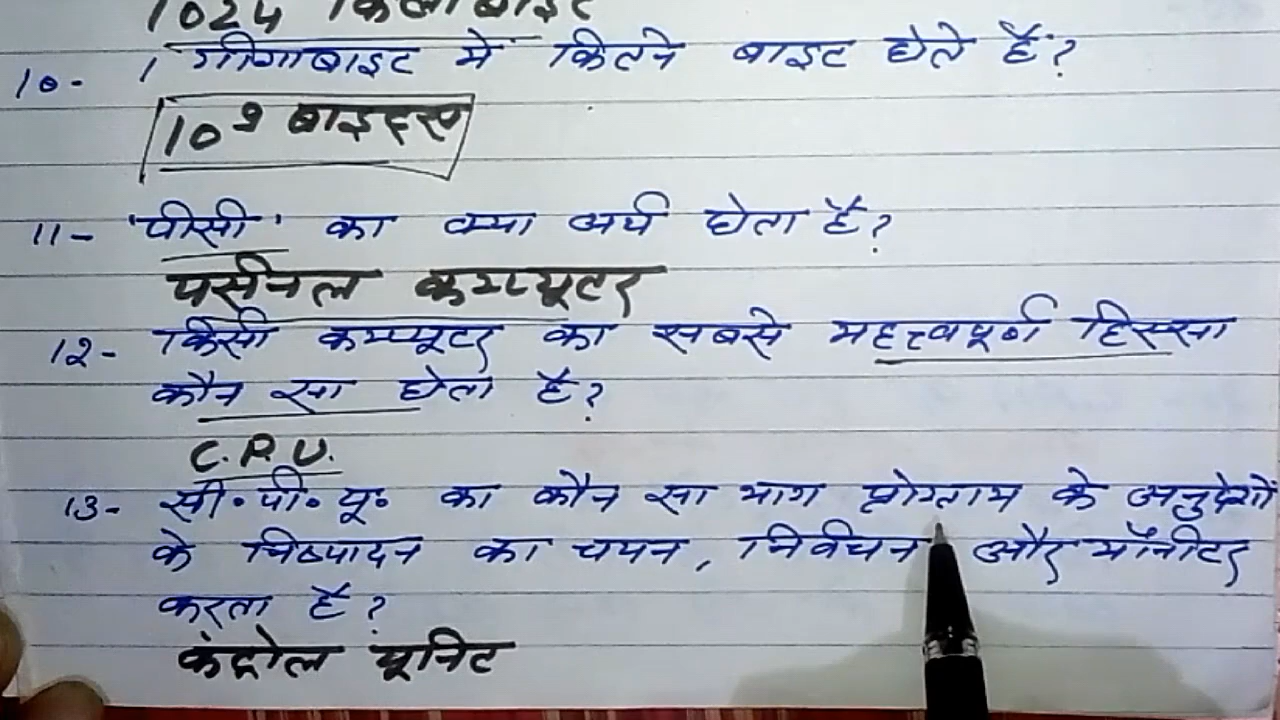 1024 किलोबाइट
10- 1 गीगाबाइट में कितने बाइट होते हैं?
10⁹ बाइट्स
11- 'पीसी' का क्या अर्थ होता है?
पर्सनल कम्प्यूटर
12- किसी कम्प्यूटर का सबसे महत्त्वपूर्ण हिस्सा
कौन सा होता है?
C.P.U.
13- सी॰पी॰यू॰ का कौन सा भाग प्रोग्राम के अनुदेशों
के निष्पादन का चयन, निर्वचन और मॉनीटर
करता है?
कंट्रोल यूनिट